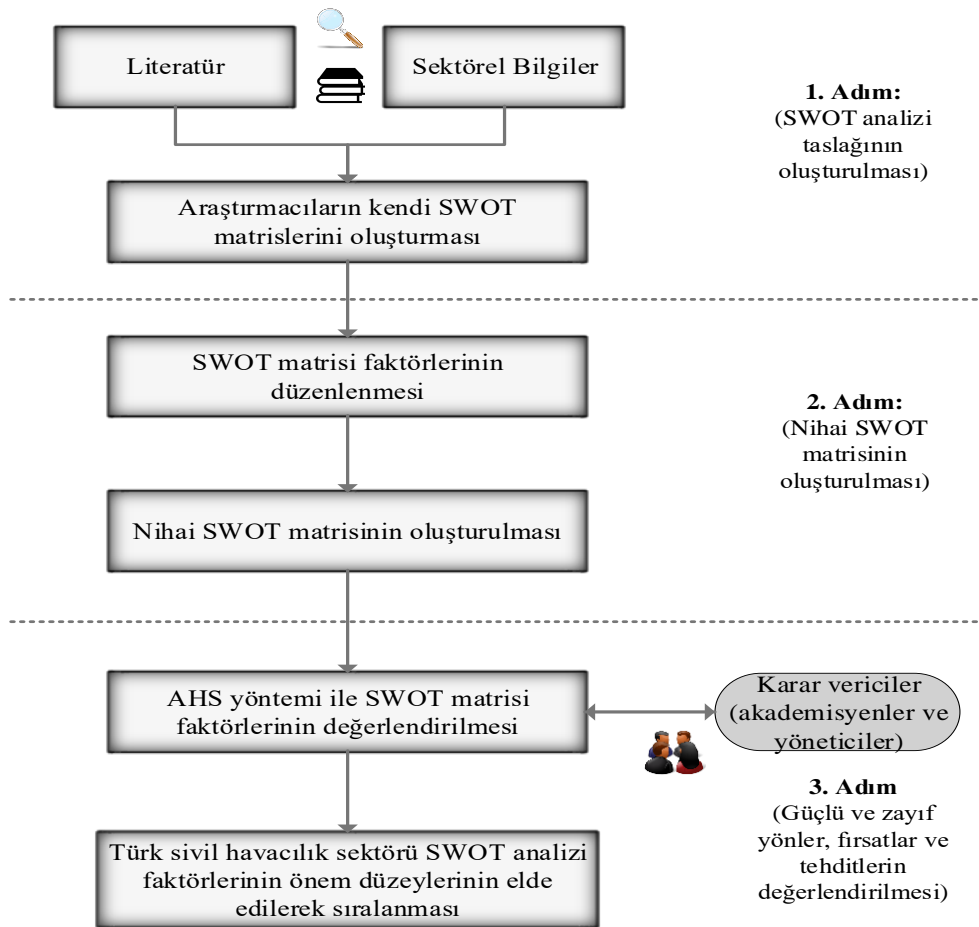 Literatür
Sektörel Bilgiler
1. Adım:
(SWOT analizi
taslağının
oluşturulması)
Araştırmacıların kendi SWOT
matrislerini oluşturması
SWOT matrisi faktörlerinin
düzenlenmesi
2. Adım:
(Nihai SWOT
matrisinin
oluşturulması)
Nihai SWOT matrisinin oluşturulması
AHS yöntemi ile SWOT matrisi
faktörlerinin değerlendirilmesi
Karar vericiler
(akademisyenler ve
yöneticiler)
3. Adım
(Güçlü ve zayıf
yönler, fırsatlar ve
tehditlerin
değerlendirilmesi)
Türk sivil havacılık sektörü SWOT analizi
faktörlerinin önem düzeylerinin elde
edilerek sıralanması